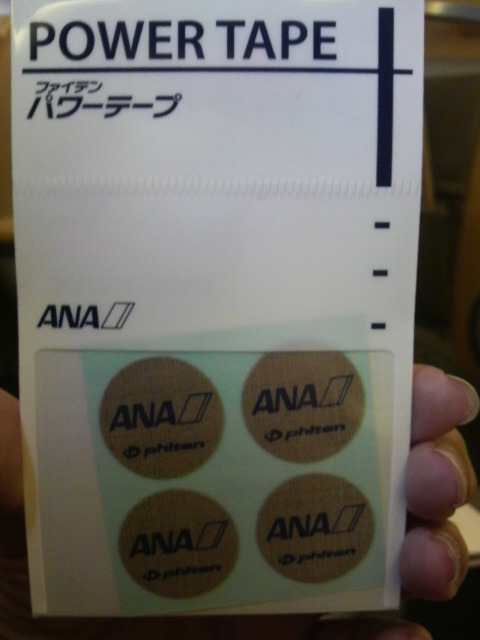 POWER TAPE
ファイテン
パワーテープ
ANA
ANA
phiten
ANA
phiten
ANA
phiten
ANA
phiten